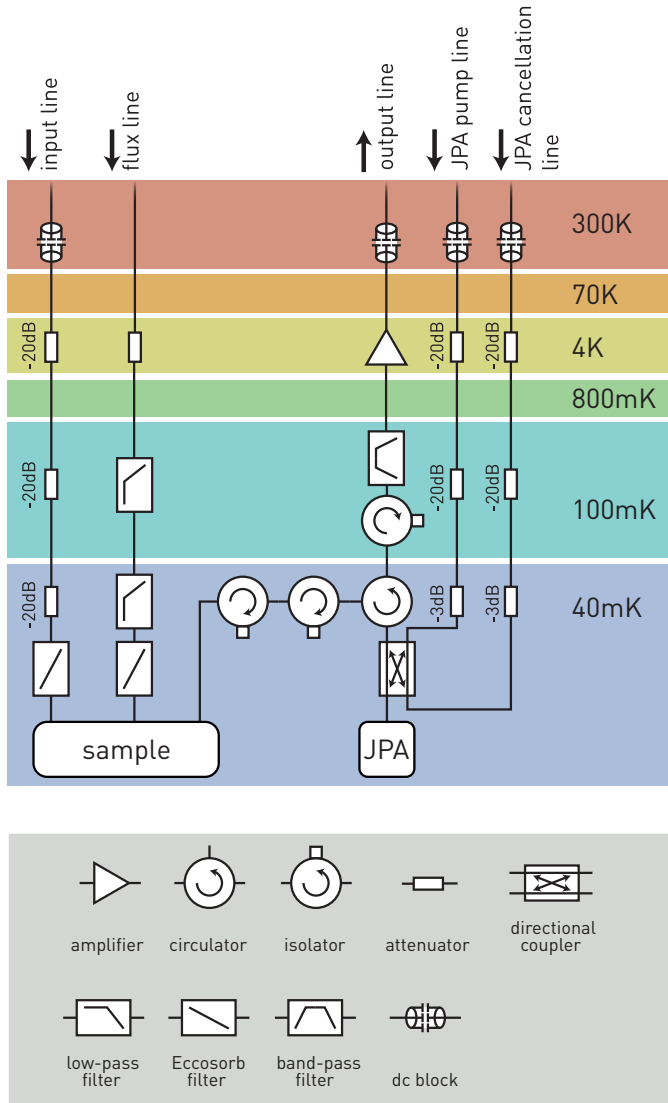 input line
flux line
output line
JPA pump line
JPA cancellation
line
300K
70K
-20dB
-20dB
-20dB
4K
800mK
-20dB
-20dB
-20dB
100mK
-20dB
-3dB
-3dB
40mK
sample
JPA
amplifier
circulator
isolator
attenuator
directional
coupler
low-pass
filter
Eccosorb
filter
band-pass
filter
dc block